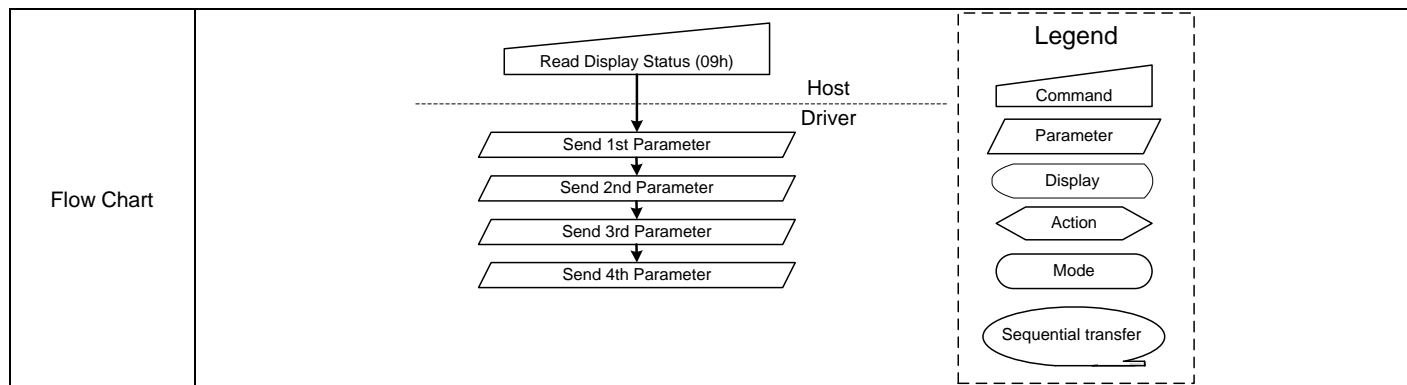 Flow Chart
Read Display Status (09h)
Host
Driver
Send 1st Parameter
Send 2nd Parameter
Send 3rd Parameter
Send 4th Parameter
Legend
Command
Parameter
Display
Action
Mode
Sequential transfer